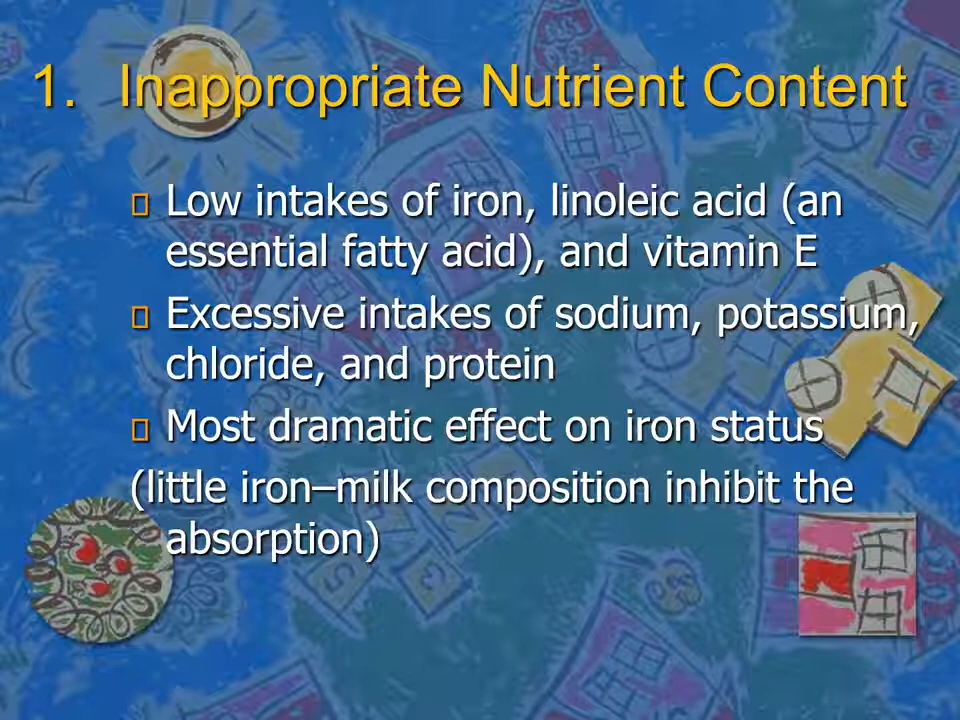 1. Inappropriate Nutrient Content
Low intakes of iron, linoleic acid (an
essential fatty acid), and vitamin E
Excessive intakes of sodium, potassium,
chloride, and protein
Most dramatic effect on iron status
(little iron–milk composition inhibit the
absorption)